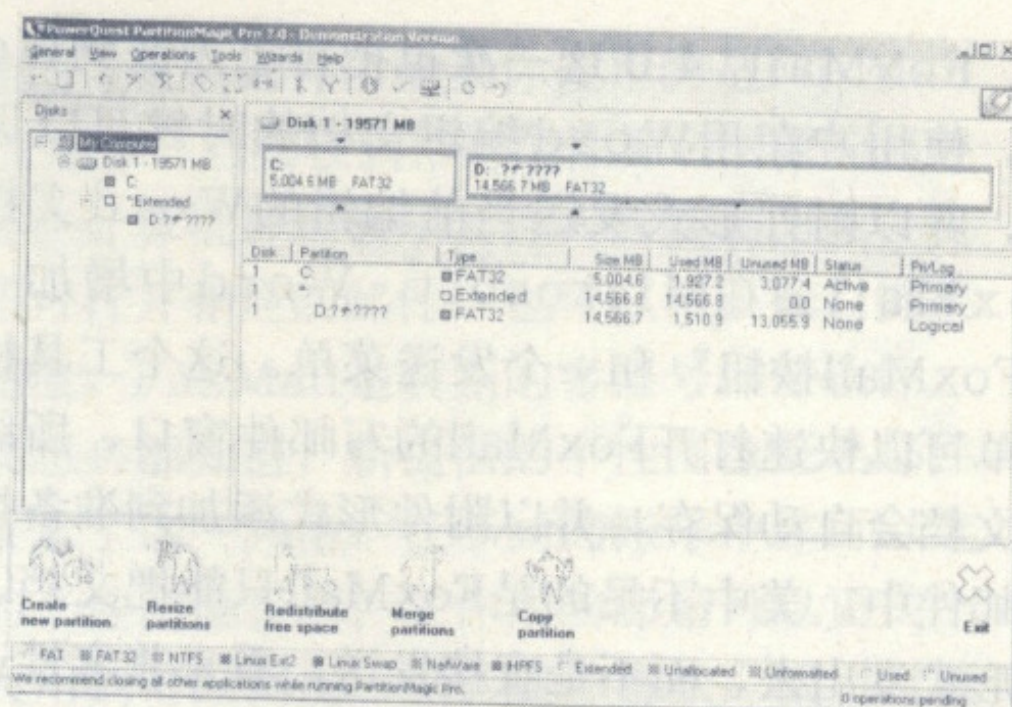 PowerQuest PartitionMagic Pro 7.0 - Demonstration Version
General View Operations Tools Wizards Help
Disks
My Computer
Disk 1 - 19571 MB
C:
*:Extended
D:?????
Disk 1 - 19571 MB
C:
5,004.6 MB FAT32
D: ? ????
14,566.7 MB FAT32
Disk Partition Type Size MB Used MB Unused MB Status Pri/Log
1 C: FAT32 5,004.6 1,927.2 3,077.4 Active Primary
1 *: Extended 14,566.8 14,566.8 0.0 None Primary
1 D:? ???? FAT32 14,566.7 1,510.9 13,055.9 None Logical
Create new partition
Resize partitions
Redistribute free space
Merge partitions
Copy partition
Exit
FAT FAT32 NTFS Linux Ext2 Linux Swap NetWare HPFS Extended Unallocated Unformatted Used Unused
We recommend closing all other applications while running PartitionMagic Pro.
0 operations pending